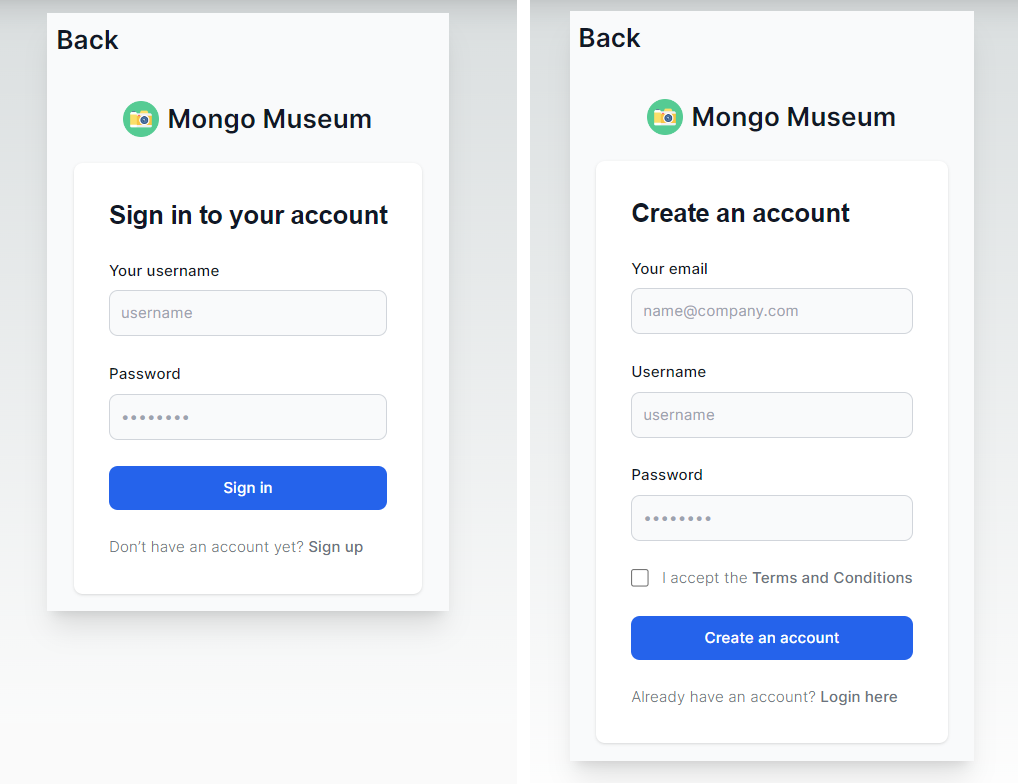 Back
Mongo Museum
Sign in to your account
Your username
username
Password
••••••••
Sign in
Don’t have an account yet? Sign up
Back
Mongo Museum
Create an account
Your email
name@company.com
Username
username
Password
••••••••
I accept the Terms and Conditions
Create an account
Already have an account? Login here